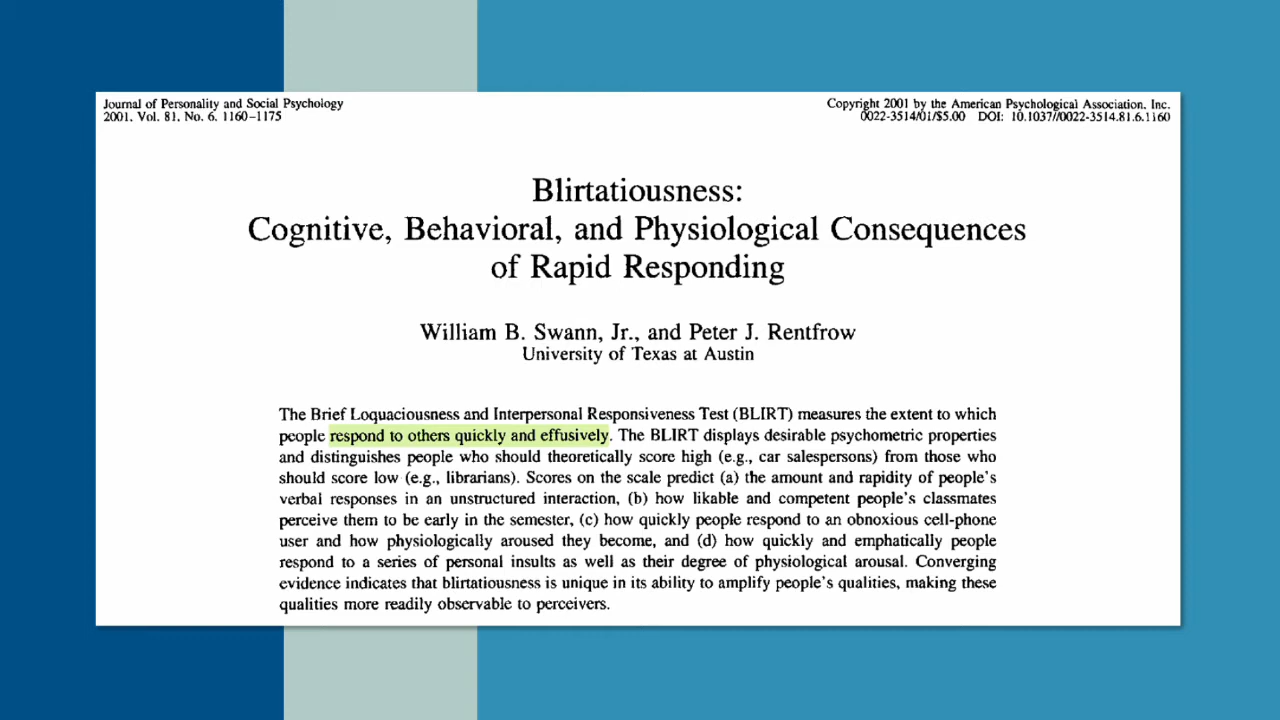 Journal of Personality and Social Psychology
2001, Vol. 81, No. 6, 1160–1175
Copyright 2001 by the American Psychological Association, Inc.
0022-3514/01/$5.00 DOI: 10.1037//0022-3514.81.6.1160
Blirtatiousness:
Cognitive, Behavioral, and Physiological Consequences
of Rapid Responding
William B. Swann, Jr., and Peter J. Rentfrow
University of Texas at Austin
The Brief Loquaciousness and Interpersonal Responsiveness Test (BLIRT) measures the extent to which
people respond to others quickly and effusively. The BLIRT displays desirable psychometric properties
and distinguishes people who should theoretically score high (e.g., car salespersons) from those who
should score low (e.g., librarians). Scores on the scale predict (a) the amount and rapidity of people's
verbal responses in an unstructured interaction, (b) how likable and competent people's classmates
perceive them to be early in the semester, (c) how quickly people respond to an obnoxious cell-phone
user and how physiologically aroused they become, and (d) how quickly and emphatically people
respond to a series of personal insults as well as their degree of physiological arousal. Converging
evidence indicates that blirtatiousness is unique in its ability to amplify people's qualities, making these
qualities more readily observable to perceivers.